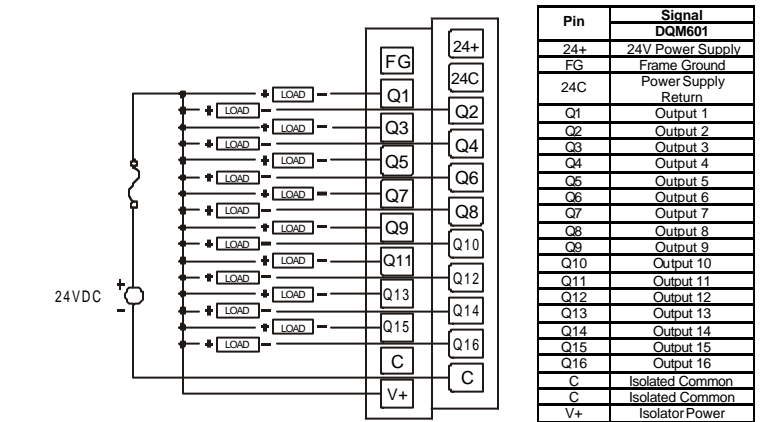 24+
FG
24C
+ LOAD - Q1
+ LOAD - Q2
+ LOAD - Q3
+ LOAD - Q4
+ LOAD - Q5
+ LOAD - Q6
+ LOAD - Q7
+ LOAD - Q8
+ LOAD - Q9
+ LOAD - Q10
+ LOAD - Q11
+ LOAD - Q12
+ LOAD - Q13
+ LOAD - Q14
+ LOAD - Q15
+ LOAD - Q16
C
C
V+
24VDC + -
Pin Signal
DQM601
24+ 24V Power Supply
FG Frame Ground
24C Power Supply
Return
Q1 Output 1
Q2 Output 2
Q3 Output 3
Q4 Output 4
Q5 Output 5
Q6 Output 6
Q7 Output 7
Q8 Output 8
Q9 Output 9
Q10 Output 10
Q11 Output 11
Q12 Output 12
Q13 Output 13
Q14 Output 14
Q15 Output 15
Q16 Output 16
C Isolated Common
C Isolated Common
V+ Isolator Power